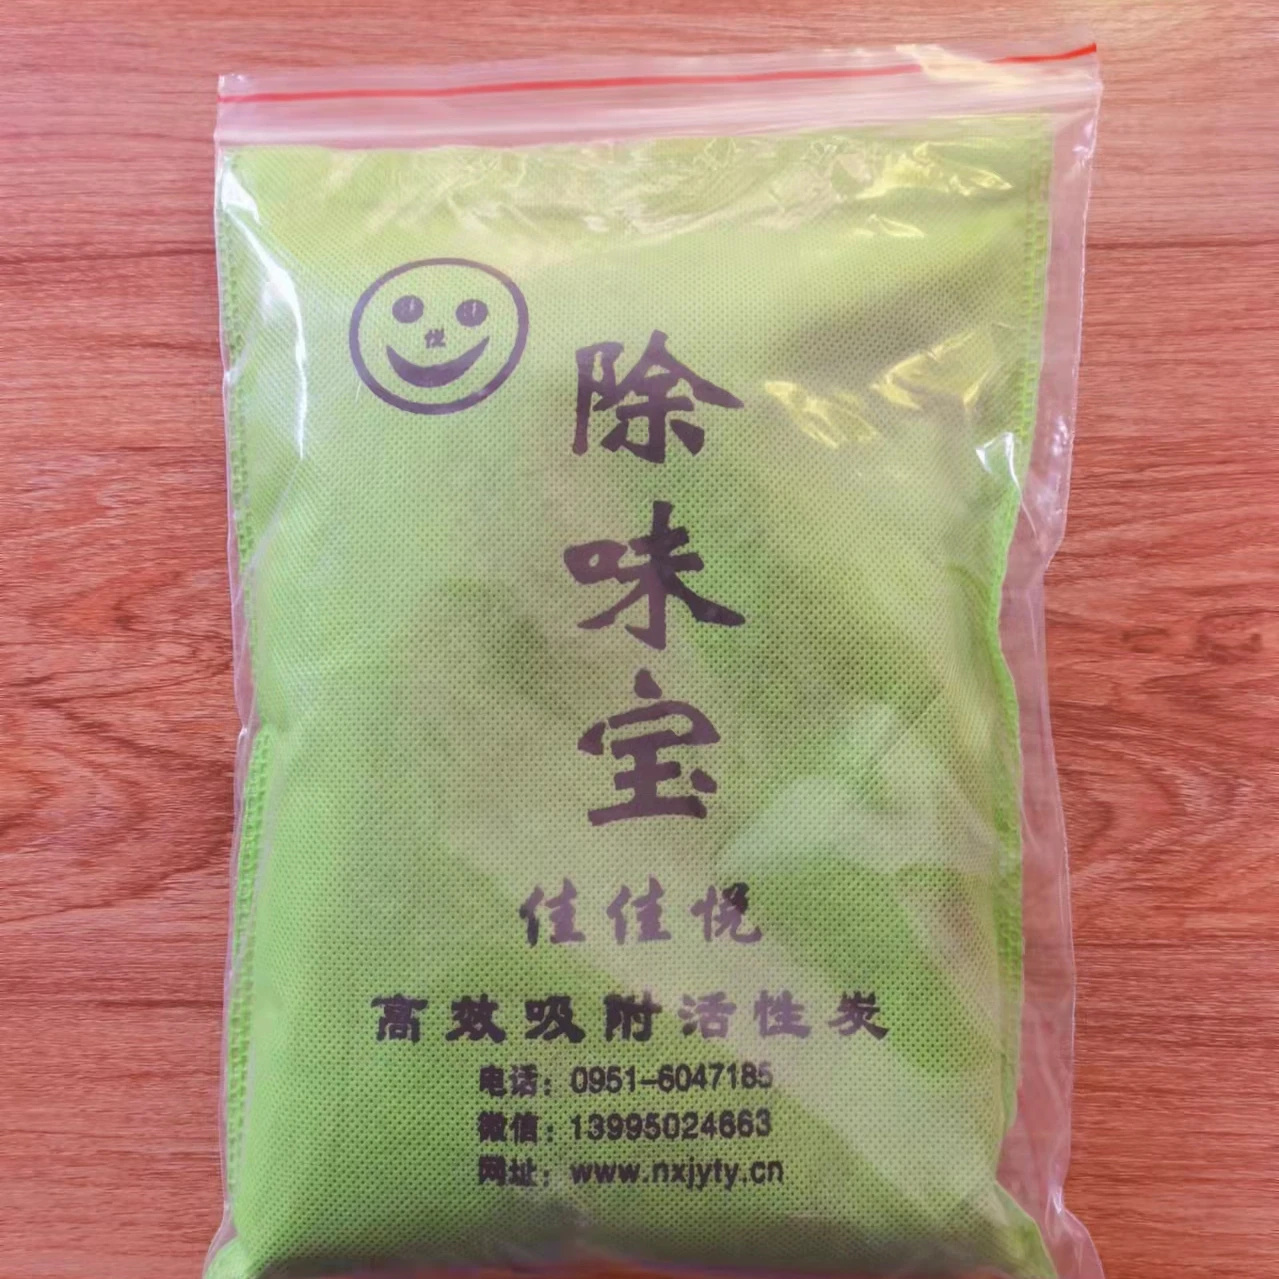 悦
除味宝
佳佳悦
高效吸附活性炭
电话：0951-6047185
微信：13995024663
网址：www.nxjyty.cn